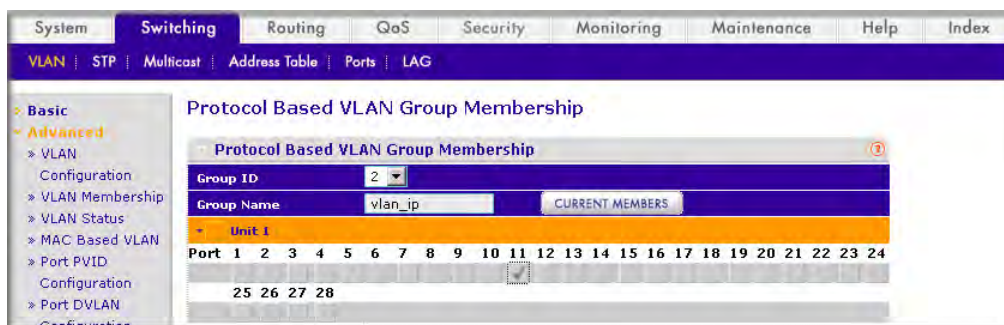 System Switching Routing QoS Security Monitoring Maintenance Help Index
VLAN STP Multicast Address Table Ports LAG
Basic
Advanced
» VLAN
Configuration
» VLAN Membership
» VLAN Status
» MAC Based VLAN
» Port PVID
Configuration
» Port DVLAN
Configuration
Protocol Based VLAN Group Membership
Protocol Based VLAN Group Membership
Group ID 2
Group Name vlan_ip CURRENT MEMBERS
Unit 1
Port 1 2 3 4 5 6 7 8 9 10 11 12 13 14 15 16 17 18 19 20 21 22 23 24
25 26 27 28